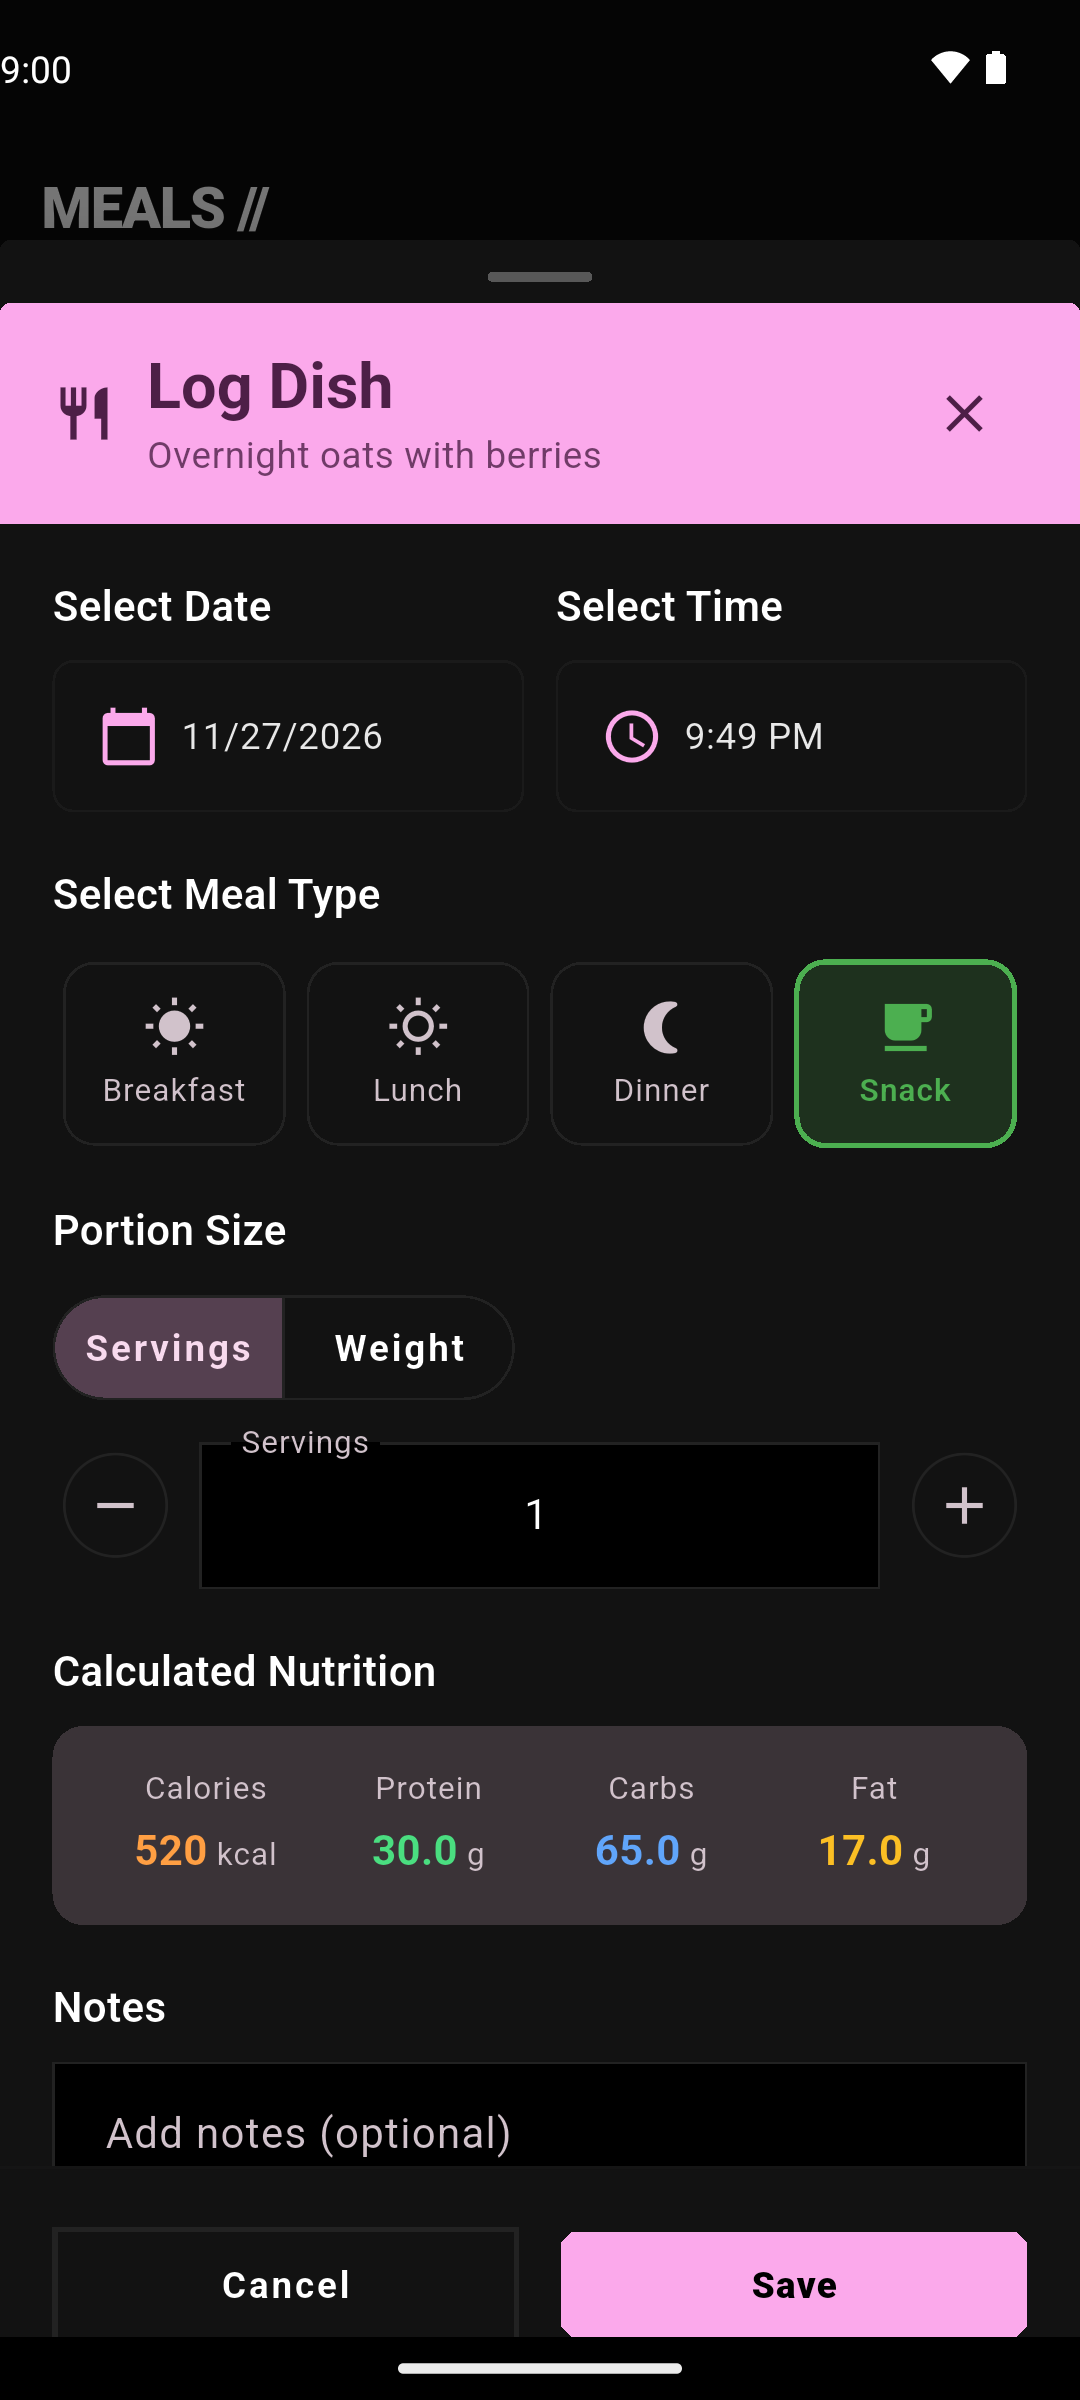 9:00
MEALS //
Log Dish
Overnight oats with berries
Select Date
Select Time
11/27/2026
9:49 PM
Select Meal Type
Breakfast
Lunch
Dinner
Snack
Portion Size
Servings
Weight
Servings
1
Calculated Nutrition
Calories
Protein
Carbs
Fat
520 kcal
30.0 g
65.0 g
17.0 g
Notes
Add notes (optional)
Cancel
Save